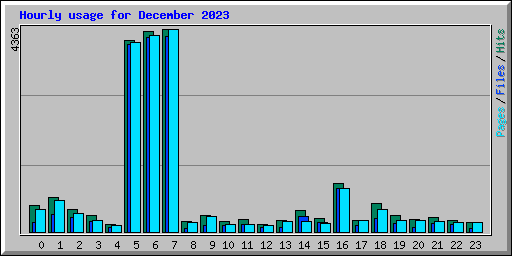 Hourly usage for December 2023
4363
Pages/Files/Hits
0 1 2 3 4 5 6 7 8 9 10 11 12 13 14 15 16 17 18 19 20 21 22 23